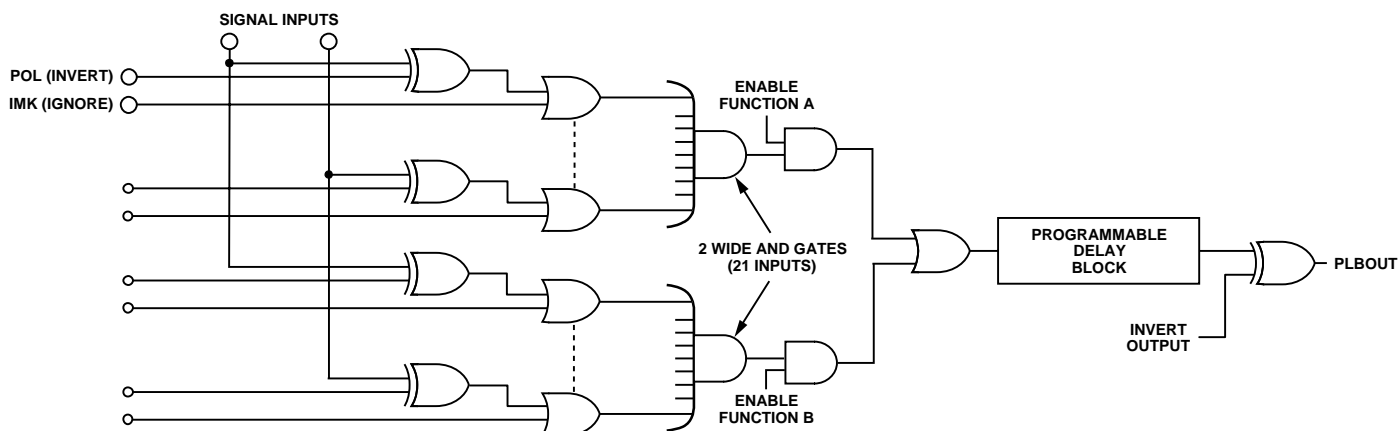 SIGNAL INPUTS
POL (INVERT)
IMK (IGNORE)
ENABLE
FUNCTION A
2 WIDE AND GATES
(21 INPUTS)
PROGRAMMABLE
DELAY
BLOCK
PLBOUT
INVERT
OUTPUT
ENABLE
FUNCTION B